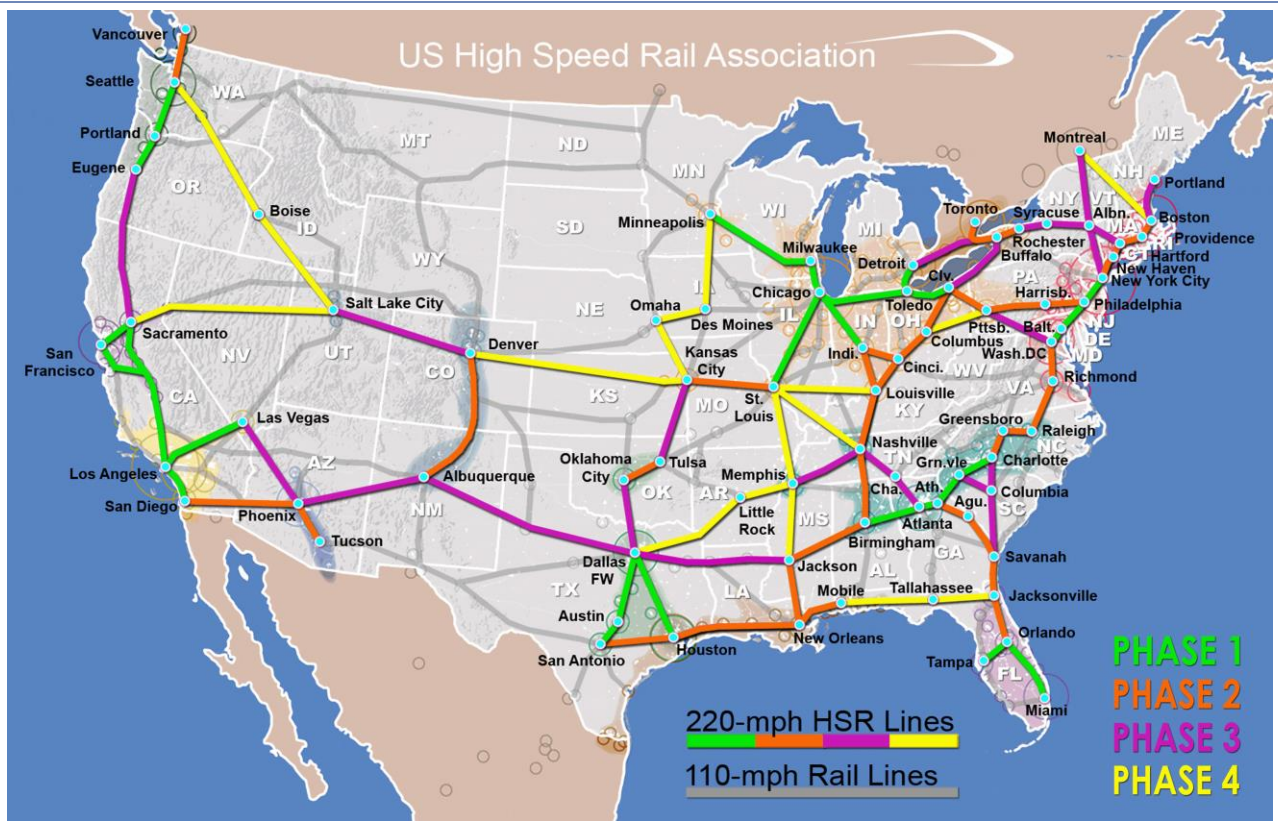 US High Speed Rail Association
Vancouver
Seattle
WA
Portland
Eugene
OR
Boise
ID
MT
ND
MN
SD
WY
Minneapolis
WI
MI
Milwaukee
Detroit
Chicago
Toledo
Toronto
Montreal
ME
NH
VT
NY
Portland
Syracuse
Albn.
Boston
MA
Providence
RI
CT
Hartford
New Haven
New York City
Rochester
Buffalo
Clv.
PA
Harrisb.
Philadelphia
NJ
Balt.
DE
MD
Pttsb.
Wash.DC
Columbus
OH
IN
IL
IA
Omaha
Des Moines
NE
Salt Lake City
Sacramento
San
Francisco
NV
UT
CA
Denver
CO
Kansas
City
KS
MO
St.
Louis
Indi.
Cinci.
Louisville
KY
WV
VA
Richmond
Greensboro
Raleigh
NC
Las Vegas
Los Angeles
San Diego
AZ
Phoenix
Tucson
Albuquerque
NM
Oklahoma
City
OK
Tulsa
AR
Little
Rock
Memphis
Nashville
TN
Cha.
Grn.vle
Charlotte
Ath.
Columbia
SC
Agu.
Atlanta
Birmingham
MS
AL
GA
Savanah
Dallas
FW
TX
Jackson
LA
Mobile
Tallahassee
Jacksonville
Austin
San Antonio
Houston
New Orleans
Orlando
Tampa
FL
Miami
220-mph HSR Lines
110-mph Rail Lines
PHASE 1
PHASE 2
PHASE 3
PHASE 4